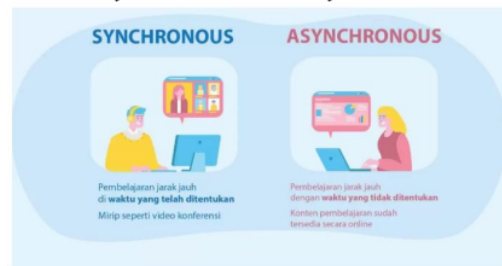 SYNCHRONOUS
Pembelajaran jarak jauh
di waktu yang telah ditentukan
Mirip seperti video konferensi
ASYNCHRONOUS
Pembelajaran jarak jauh
dengan waktu yang tidak ditentukan
Konten pembelajaran sudah
tersedia secara online